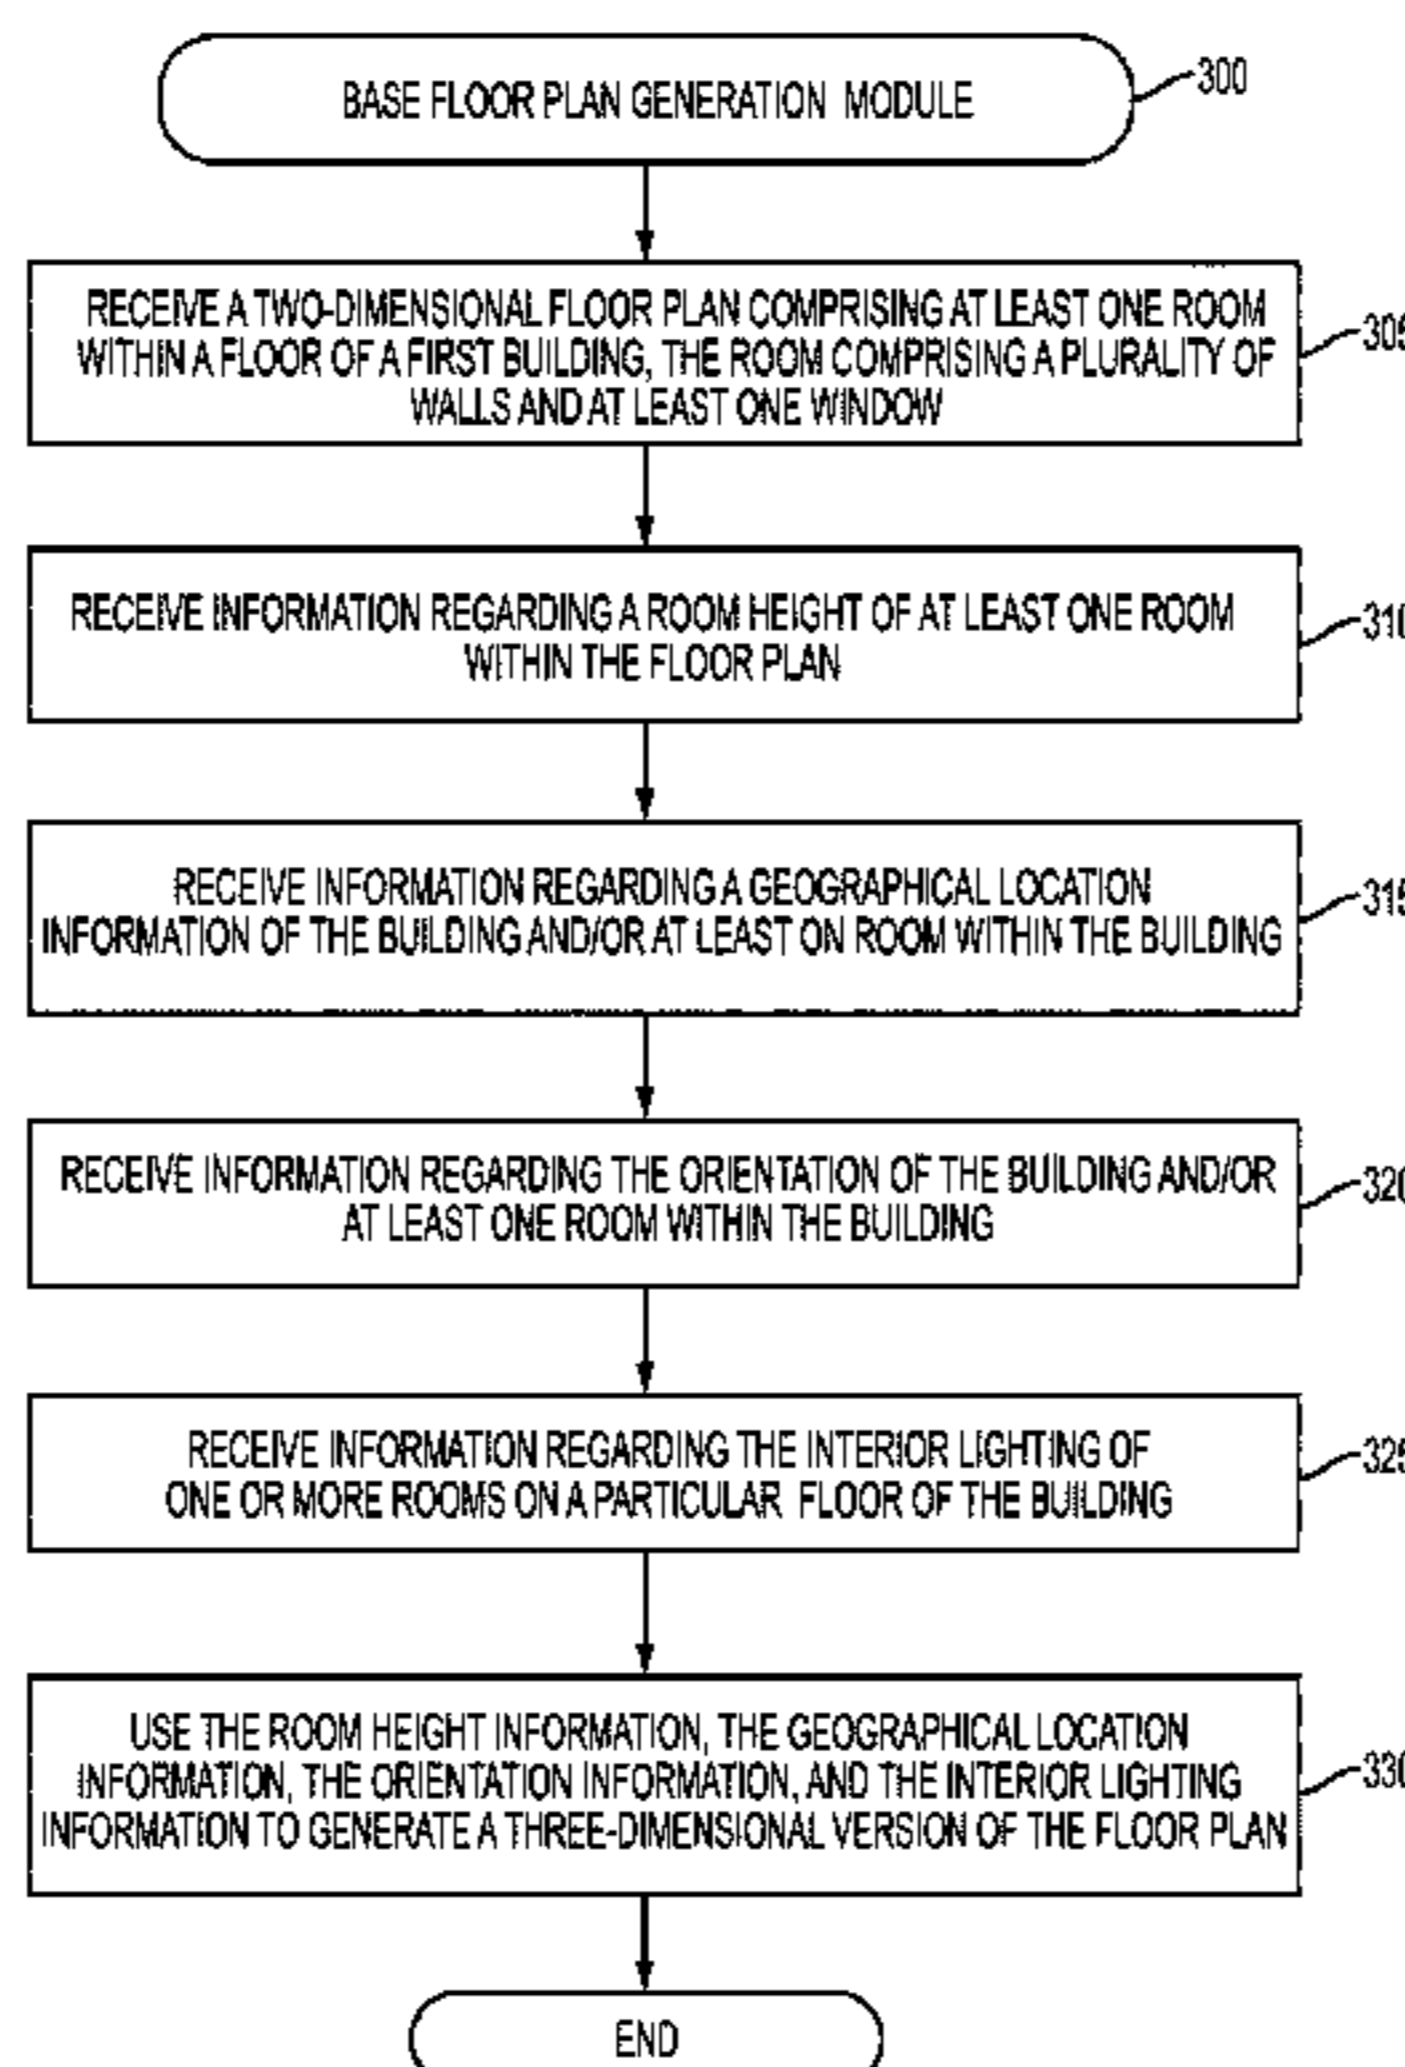 BASE FLOOR PLAN GENERATION MODULE
300
RECEIVE A TWO-DIMENSIONAL FLOOR PLAN COMPRISING AT LEAST ONE ROOM
WITHIN A FLOOR OF A FIRST BUILDING, THE ROOM COMPRISING A PLURALITY OF
WALLS AND AT LEAST ONE WINDOW
305
RECEIVE INFORMATION REGARDING A ROOM HEIGHT OF AT LEAST ONE ROOM
WITHIN THE FLOOR PLAN
310
RECEIVE INFORMATION REGARDING A GEOGRAPHICAL LOCATION
INFORMATION OF THE BUILDING AND/OR AT LEAST ON ROOM WITHIN THE BUILDING
315
RECEIVE INFORMATION REGARDING THE ORIENTATION OF THE BUILDING AND/OR
AT LEAST ONE ROOM WITHIN THE BUILDING
320
RECEIVE INFORMATION REGARDING THE INTERIOR LIGHTING OF
ONE OR MORE ROOMS ON A PARTICULAR FLOOR OF THE BUILDING
325
USE THE ROOM HEIGHT INFORMATION, THE GEOGRAPHICAL LOCATION
INFORMATION, THE ORIENTATION INFORMATION, AND THE INTERIOR LIGHTING
INFORMATION TO GENERATE A THREE-DIMENSIONAL VERSION OF THE FLOOR PLAN
330
END